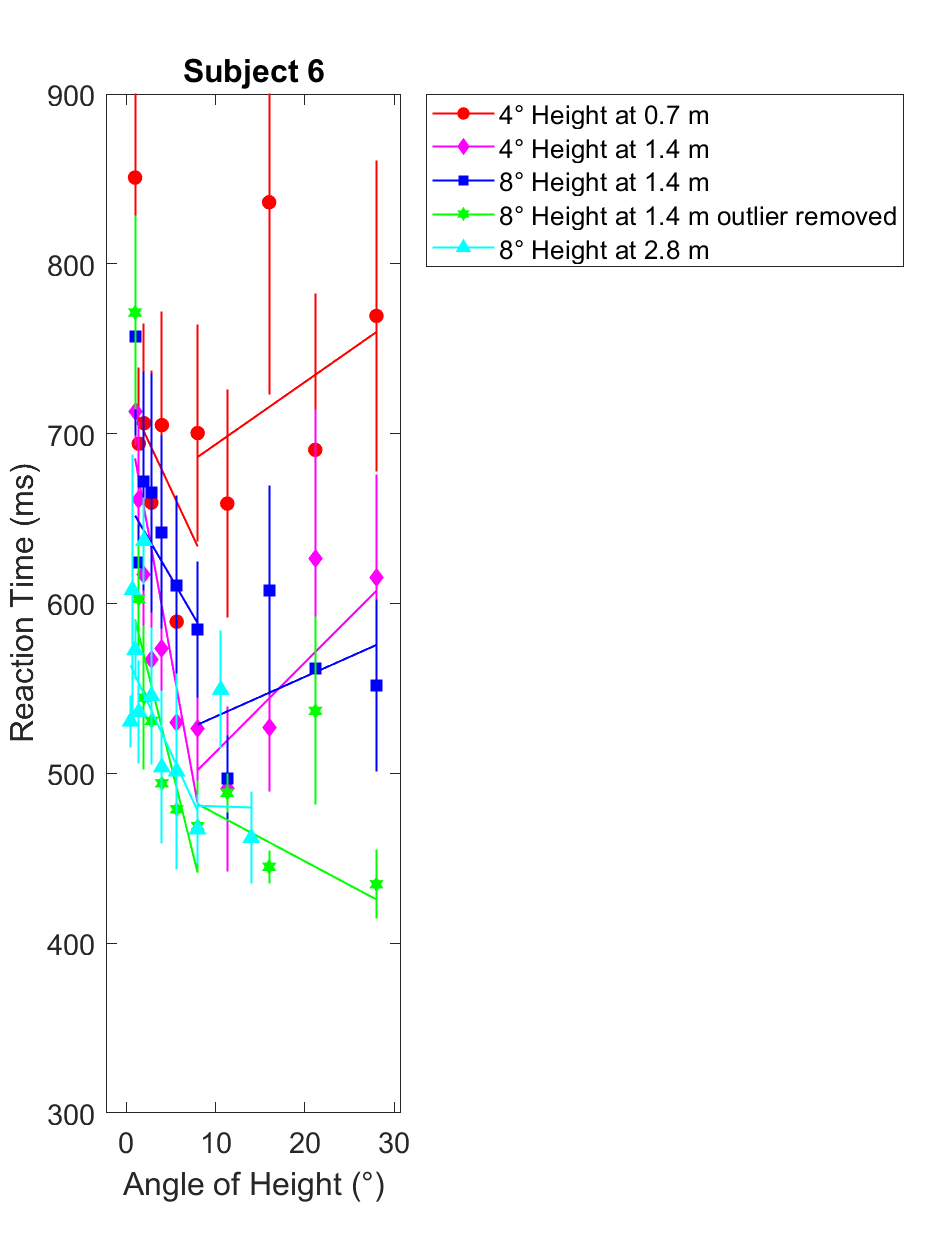 Subject 6
900
800
700
600
500
400
300
0 10 20 30
Reaction Time (ms)
Angle of Height (°)
4° Height at 0.7 m
4° Height at 1.4 m
8° Height at 1.4 m
8° Height at 1.4 m outlier removed
8° Height at 2.8 m